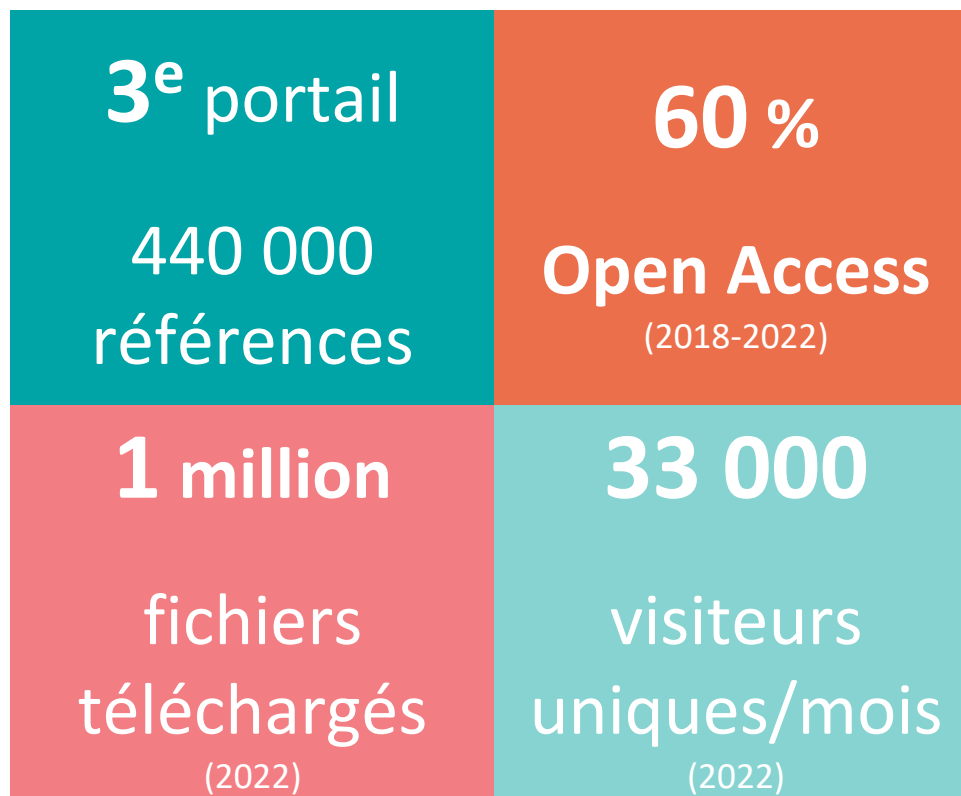 3e portail
440 000
références
60 %
Open Access
(2018-2022)
1 million
fichiers
téléchargés
(2022)
33 000
visiteurs
uniques/mois
(2022)